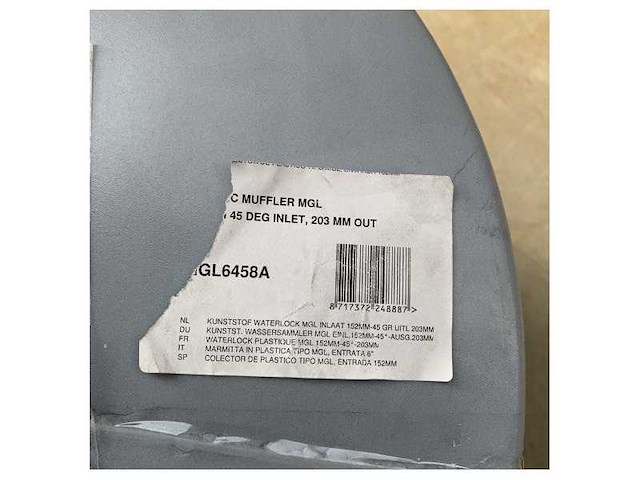 C MUFFLER MGL
45 DEG INLET, 203 MM OUT
GL6458A
8 717372 248887 >
NL KUNSTSTOF WATERLOCK MGL INLAAT 152MM-45 GR UITL 203MM
DU KUNSTST. WASSERSAMMLER MGL EINL.152MM-45°-AUSG.203mm
FR WATERLOCK PLASTIQUE MGL 152MM-45°-203MM
IT MARMITTA IN PLASTICA TIPO MGL, ENTRATA 6"
SP COLECTOR DE PLASTICO TIPO MGL, ENTRADA 152MM